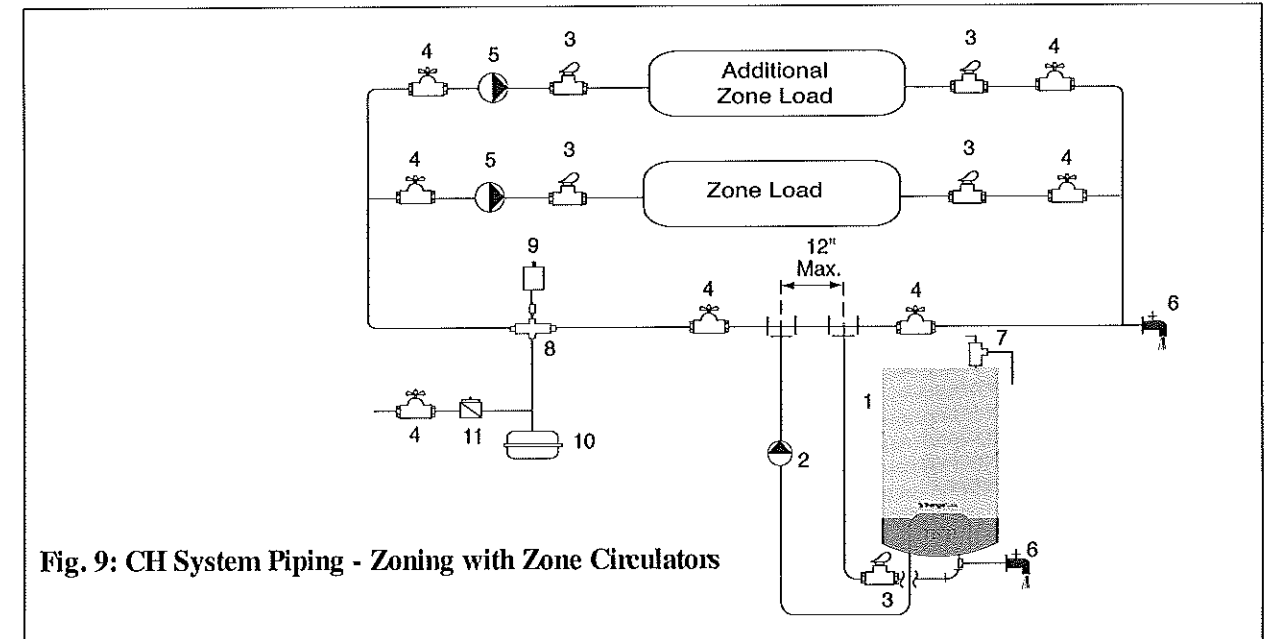 4 5 3 Additional Zone Load 3 4
4 5 3 Zone Load 3 4
12" Max.
9 4 4 6
8 7
1
4 11 10 2
6
3
Fig. 9: CH System Piping - Zoning with Zone Circulators